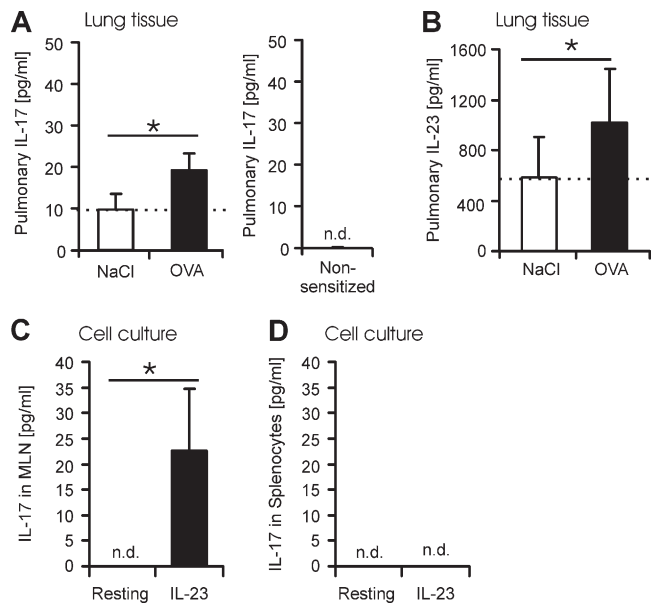 A Lung tissue
Pulmonary IL-17 [pg/ml]
50
40
30
20
10
0
*
NaCl OVA
Pulmonary IL-17 [pg/ml]
50
40
30
20
10
0
n.d.
Non-
sensitized
B Lung tissue
Pulmonary IL-23 [pg/ml]
1600
1200
800
400
0
*
NaCl OVA
C Cell culture
IL-17 in MLN [pg/ml]
40
35
30
25
20
15
10
5
0
*
n.d.
Resting IL-23
D Cell culture
IL-17 in Splenocytes [pg/ml]
40
35
30
25
20
15
10
5
0
n.d. n.d.
Resting IL-23